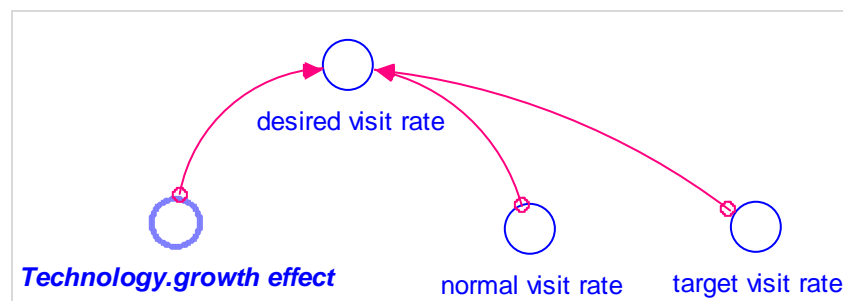 desired visit rate
Technology.growth effect
normal visit rate
target visit rate